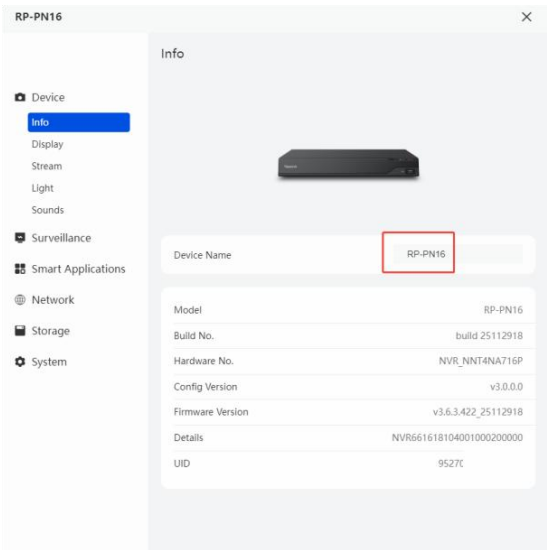 RP-PN16
Info
Device
Info
Display
Stream
Light
Sounds
Surveillance
Smart Applications
Network
Storage
System
Device Name RP-PN16
Model RP-PN16
Build No. build 25112918
Hardware No. NVR_NNT4NA716P
Config Version v3.0.0.0
Firmware Version v3.6.3.422_25112918
Details NVR661618104001000200000
UID 9527